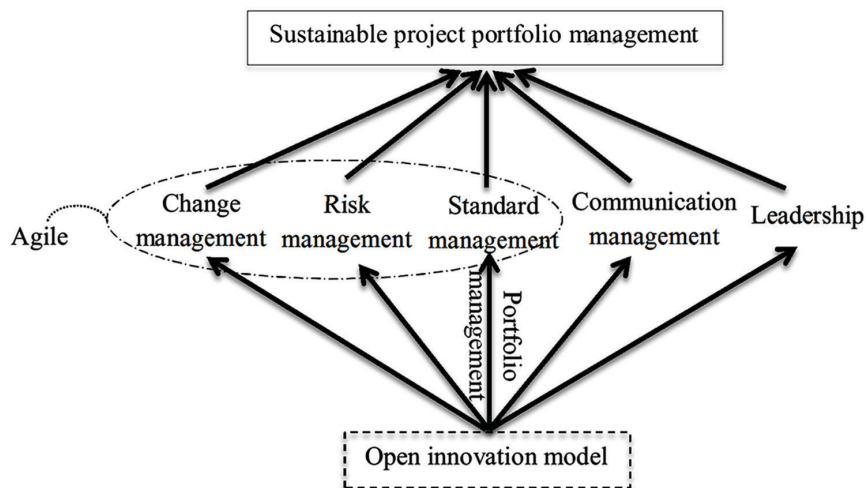 Sustainable project portfolio management
Change
management
Risk
management
Standard
management
Communication
management
Leadership
Agile
Portfolio
management
Open innovation model